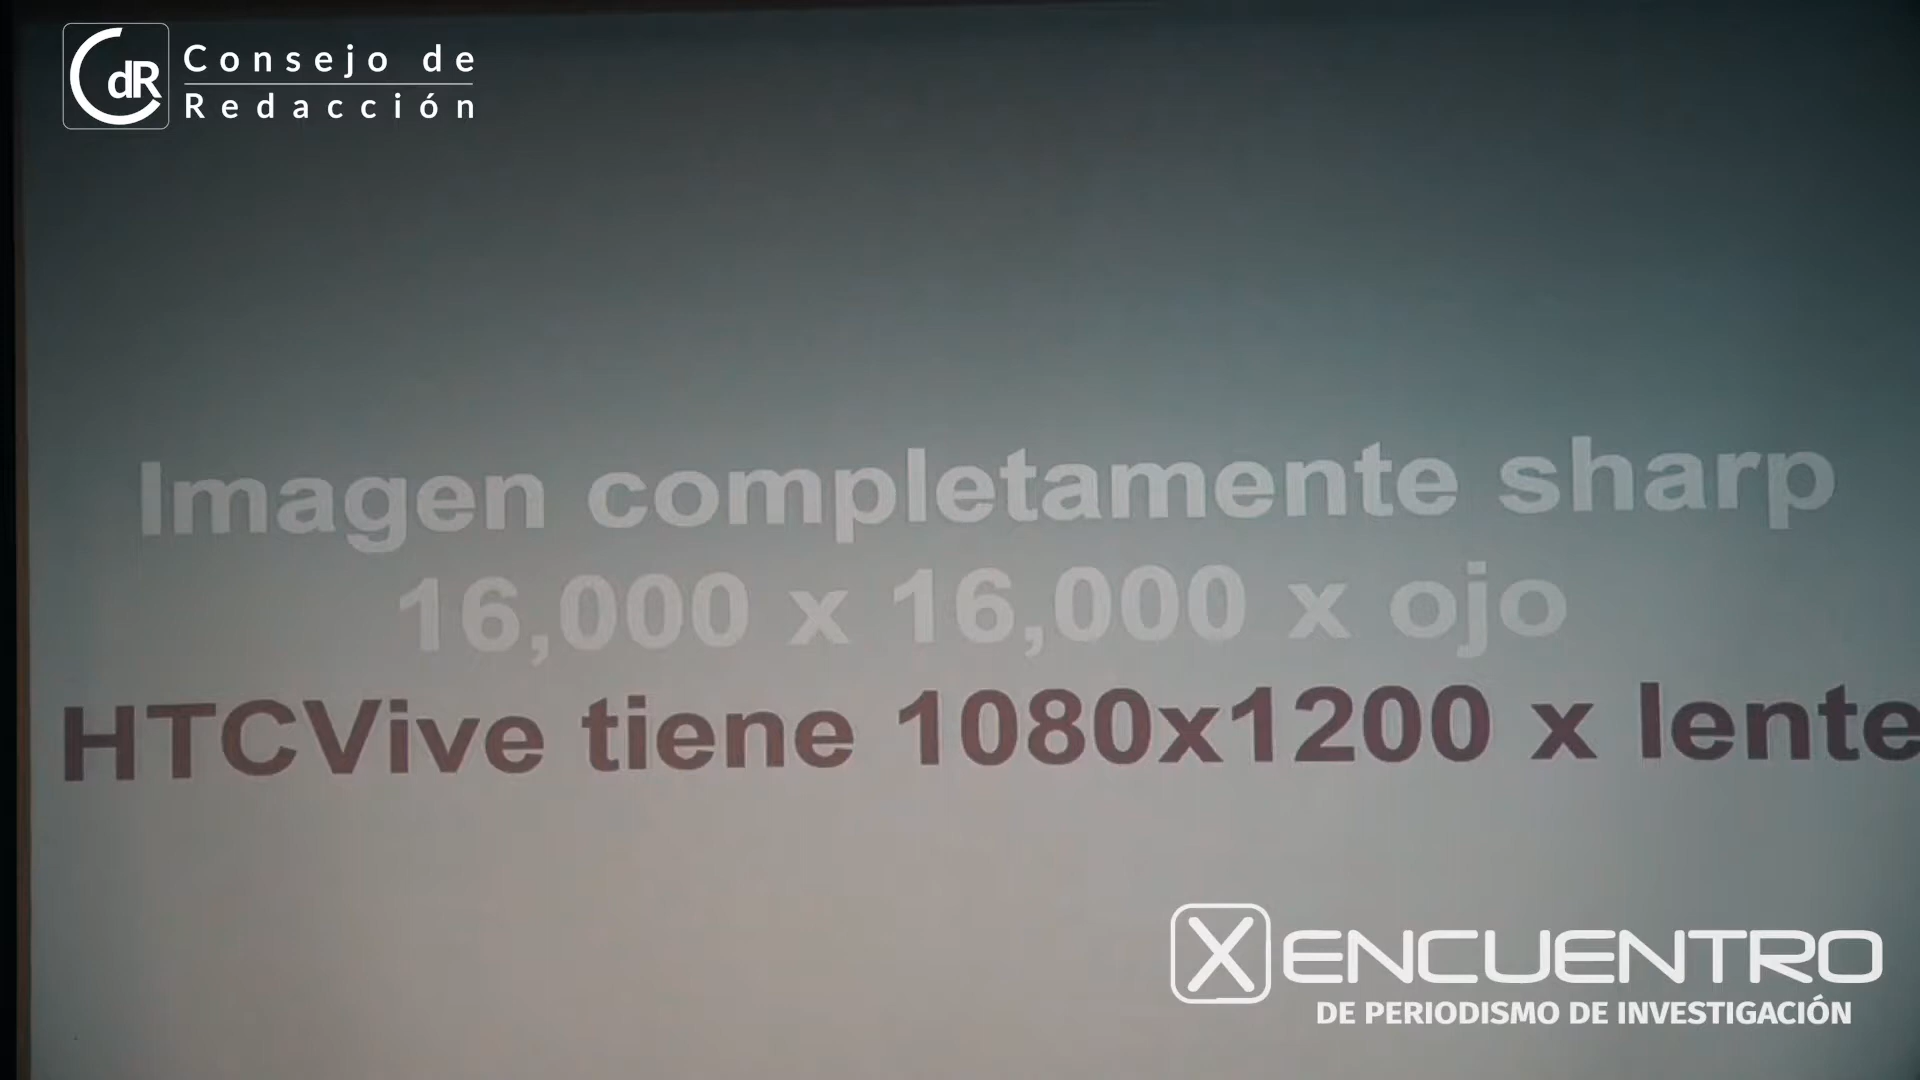 CdR
Consejo de
Redacción
Imagen completamente sharp
16,000 x 16,000 x ojo
HTCVive tiene 1080x1200 x lente
X ENCUENTRO
DE PERIODISMO DE INVESTIGACIÓN